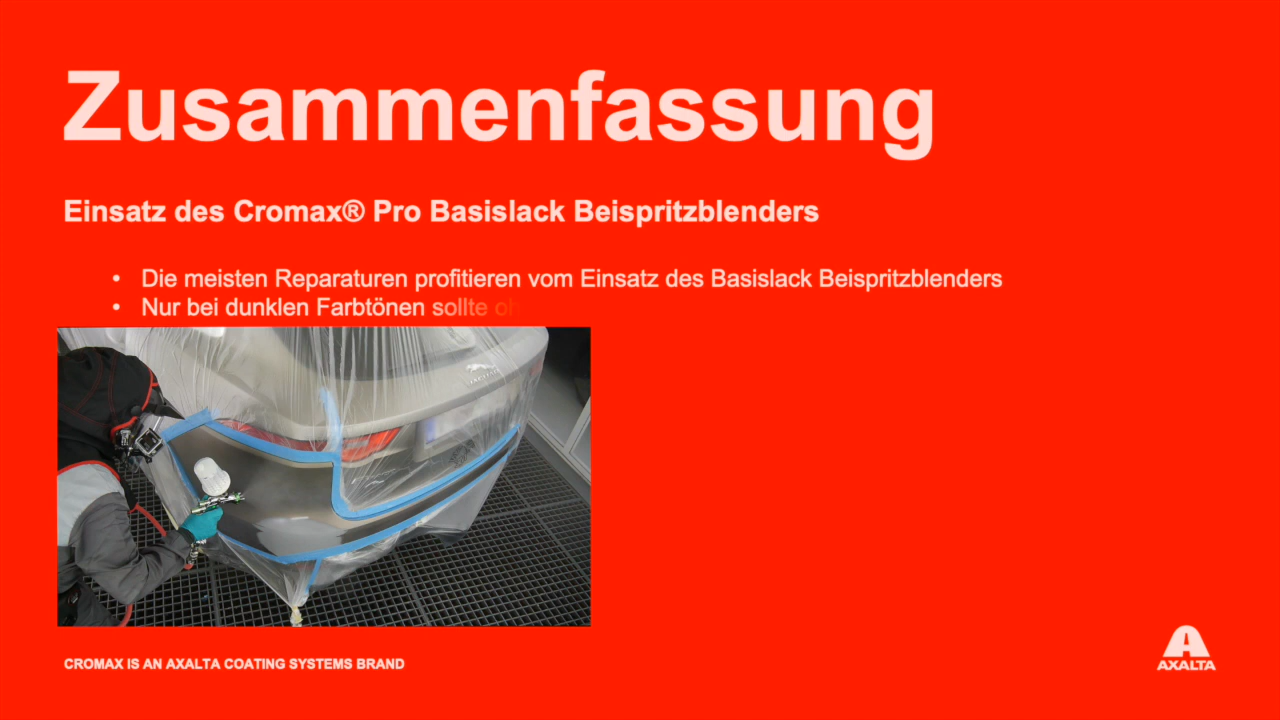 Zusammenfassung
Einsatz des Cromax® Pro Basislack Beispritzblenders
• Die meisten Reparaturen profitieren vom Einsatz des Basislack Beispritzblenders
• Nur bei dunklen Farbtönen sollte
CROMAX IS AN AXALTA COATING SYSTEMS BRAND
AXALTA